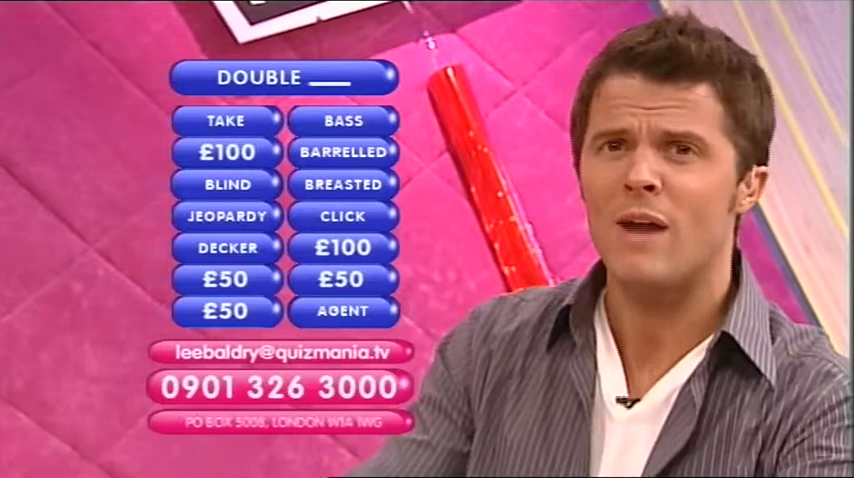 DOUBLE ____
TAKE BASS
£100 BARRELLED
BLIND BREASTED
JEOPARDY CLICK
DECKER £100
£50 £50
£50 AGENT
leebaldry@quizmania.tv
0901 326 3000
PO BOX 5008, LONDON W1A 1WG